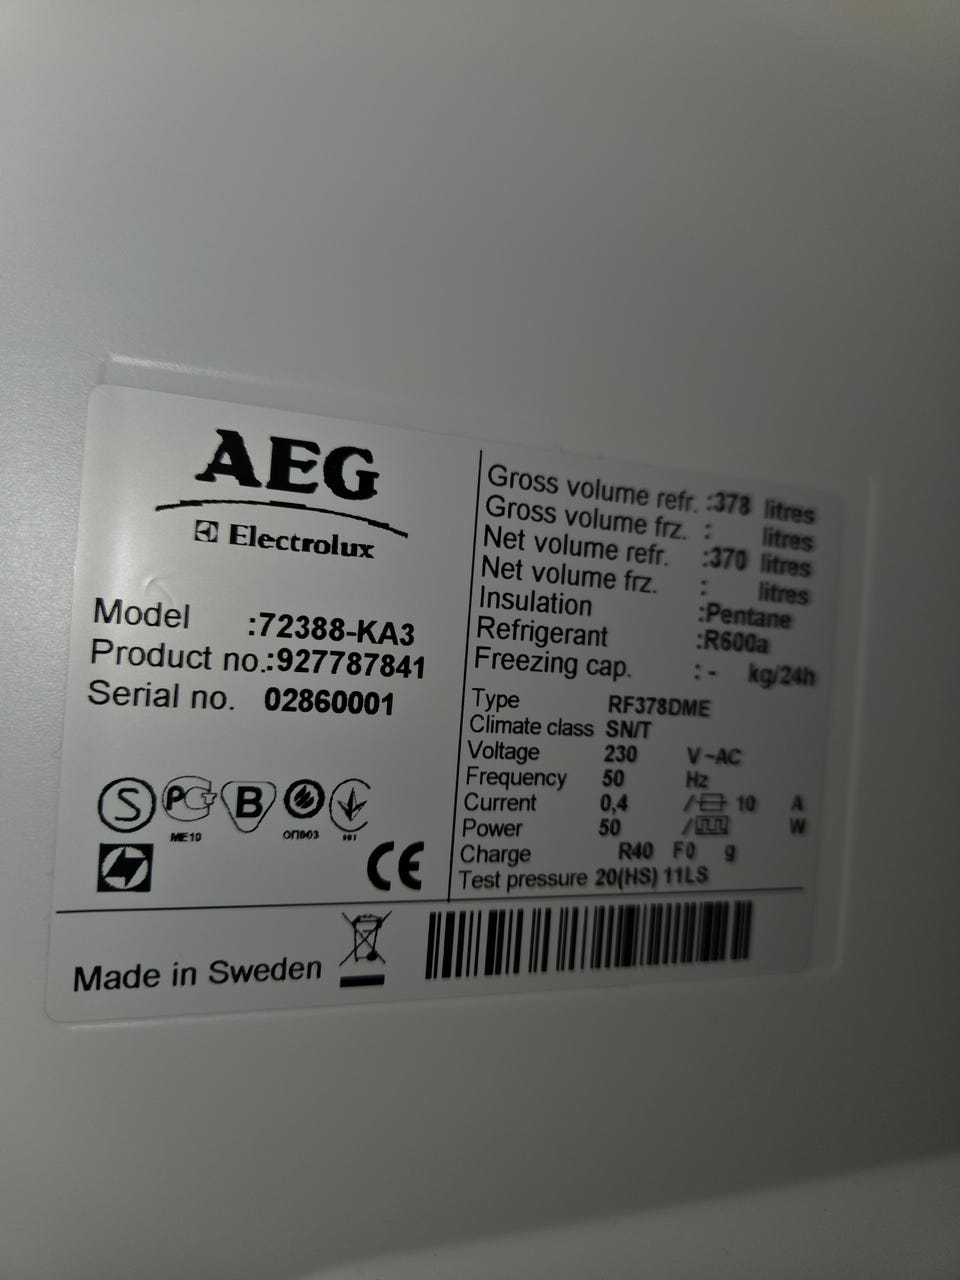 AEG
Electrolux
Model :72388-KA3
Product no.:927787841
Serial no. 02860001
S
PC
B
ME10
CE
Gross volume refr. :378 litres
Gross volume frz. : litres
Net volume refr. :370 litres
Net volume frz. : litres
Insulation :Pentane
Refrigerant :R600a
Freezing cap. : - kg/24h
Type RF378DME
Climate class SN/T
Voltage 230 V ~AC
Frequency 50 Hz
Current 0,4 / 10 A
Power 50 / W
Charge R40 F0 g
Test pressure 20(HS) 11LS
Made in Sweden